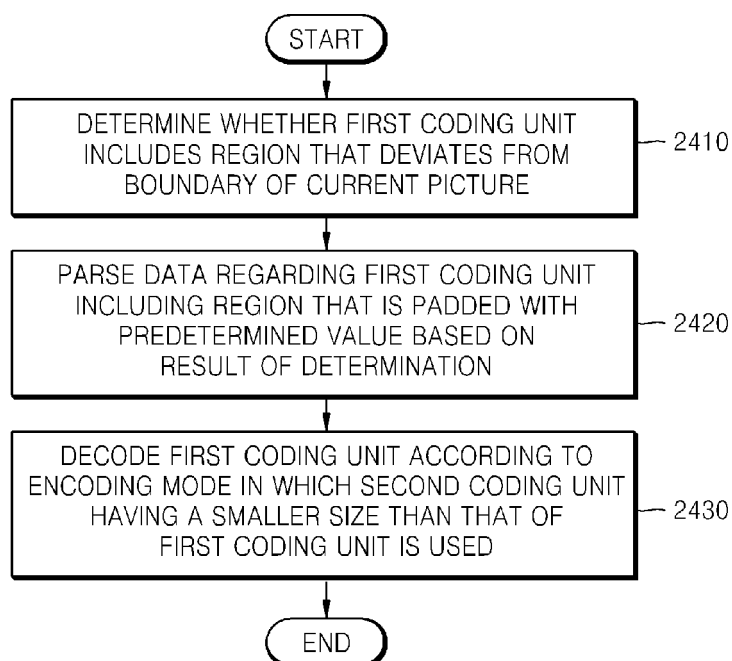 START
DETERMINE WHETHER FIRST CODING UNIT
INCLUDES REGION THAT DEVIATES FROM
BOUNDARY OF CURRENT PICTURE
2410
PARSE DATA REGARDING FIRST CODING UNIT
INCLUDING REGION THAT IS PADDED WITH
PREDETERMINED VALUE BASED ON
RESULT OF DETERMINATION
2420
DECODE FIRST CODING UNIT ACCORDING TO
ENCODING MODE IN WHICH SECOND CODING UNIT
HAVING A SMALLER SIZE THAN THAT OF
FIRST CODING UNIT IS USED
2430
END